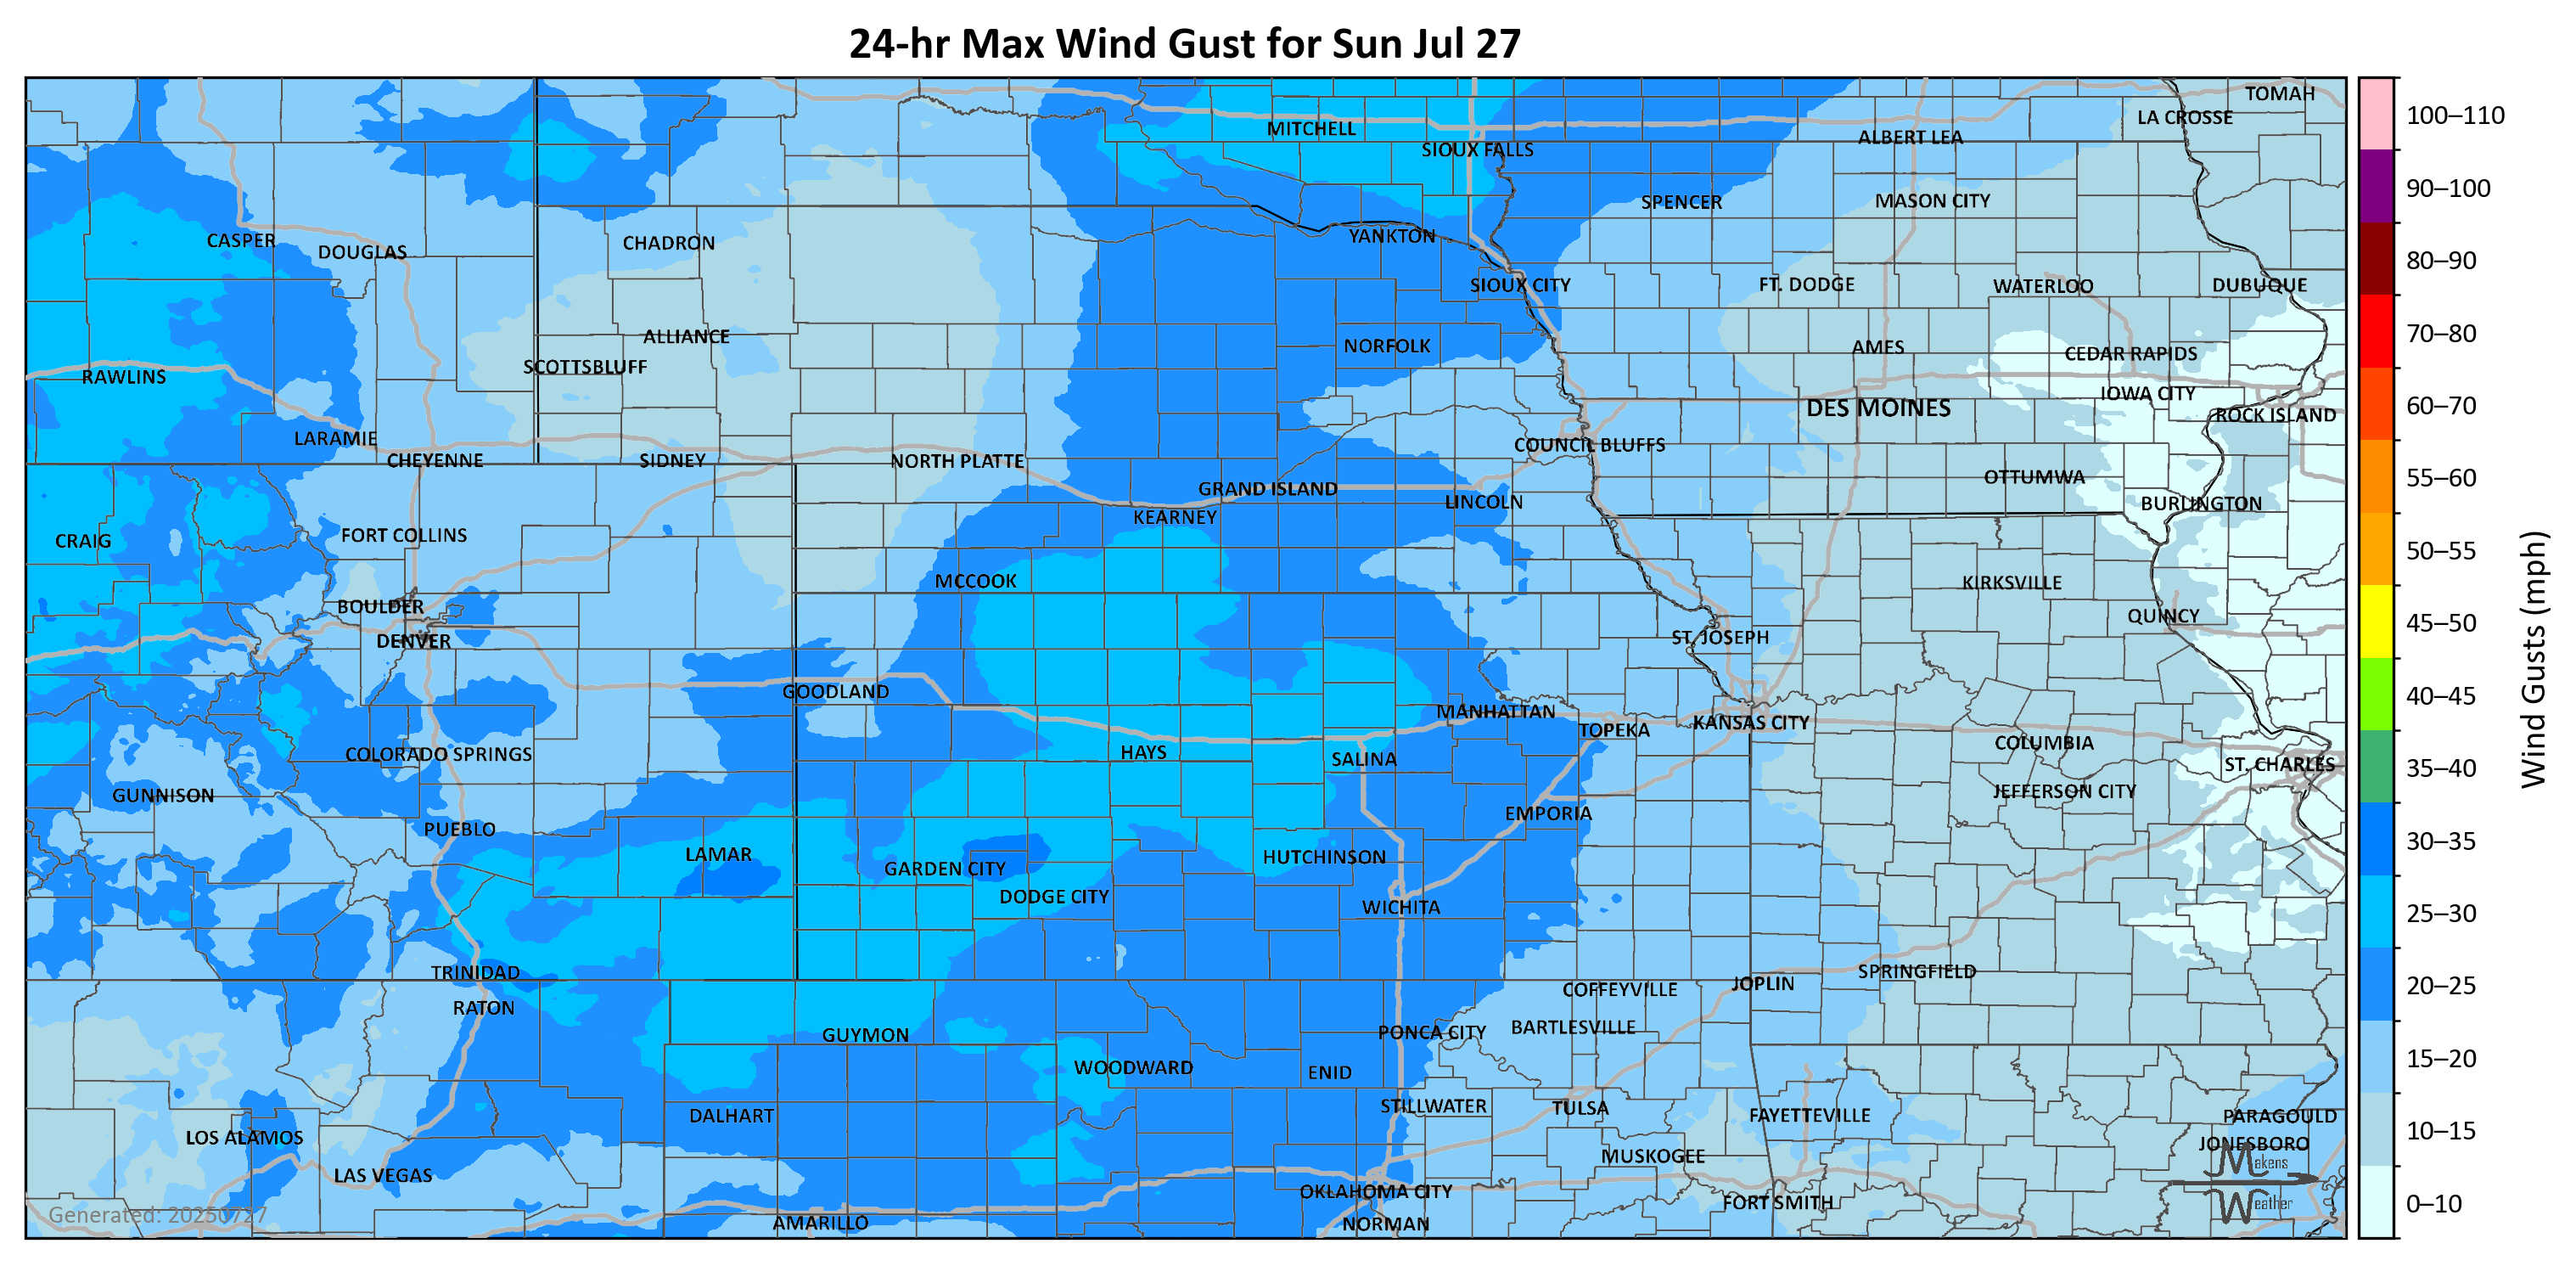 24-hr Max Wind Gust for Sun Jul 27
TOMAH
LA CROSSE
MITCHELL
ALBERT LEA
SIOUX FALLS
SPENCER
MASON CITY
YANKTON
CASPER
CHADRON
DOUGLAS
SIOUX CITY
FT. DODGE
WATERLOO
DUBUQUE
ALLIANCE
NORFOLK
AMES
CEDAR RAPIDS
SCOTTSBLUFF
RAWLINS
IOWA CITY
DES MOINES
ROCK ISLAND
LARAMIE
COUNCIL BLUFFS
CHEYENNE
SIDNEY
NORTH PLATTE
OTTUMWA
GRAND ISLAND
LINCOLN
BURLINGTON
KEARNEY
FORT COLLINS
CRAIG
MCCOOK
KIRKSVILLE
BOULDER
QUINCY
DENVER
ST. JOSEPH
GOODLAND
MANHATTAN
KANSAS CITY
TOPEKA
COLUMBIA
COLORADO SPRINGS
HAYS
SALINA
ST. CHARLES
GUNNISON
JEFFERSON CITY
EMPORIA
PUEBLO
LAMAR
HUTCHINSON
GARDEN CITY
DODGE CITY
WICHITA
TRINIDAD
SPRINGFIELD
JOPLIN
COFFEYVILLE
RATON
BARTLESVILLE
PONCA CITY
GUYMON
WOODWARD
ENID
STILLWATER
TULSA
DALHART
FAYETTEVILLE
PARAGOULD
LOS ALAMOS
JONESBORO
MUSKOGEE
LAS VEGAS
OKLAHOMA CITY
FORT SMITH
AMARILLO
NORMAN
Makens
Weather
Generated: 20250727
100–110
90–100
80–90
70–80
60–70
55–60
50–55
45–50
40–45
35–40
30–35
25–30
20–25
15–20
10–15
0–10
Wind Gusts (mph)